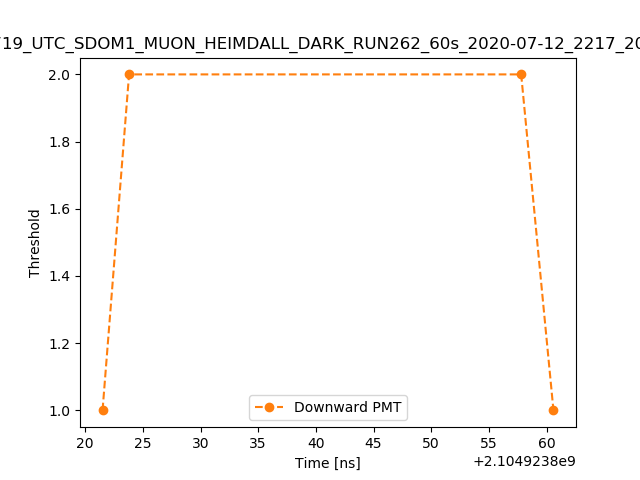 19_UTC_SDOM1_MUON_HEIMDALL_DARK_RUN262_60s_2020-07-12_2217_20
Threshold
2.0
1.8
1.6
1.4
1.2
1.0
Downward PMT
20 25 30 35 40 45 50 55 60
Time [ns]
+2.1049238e9